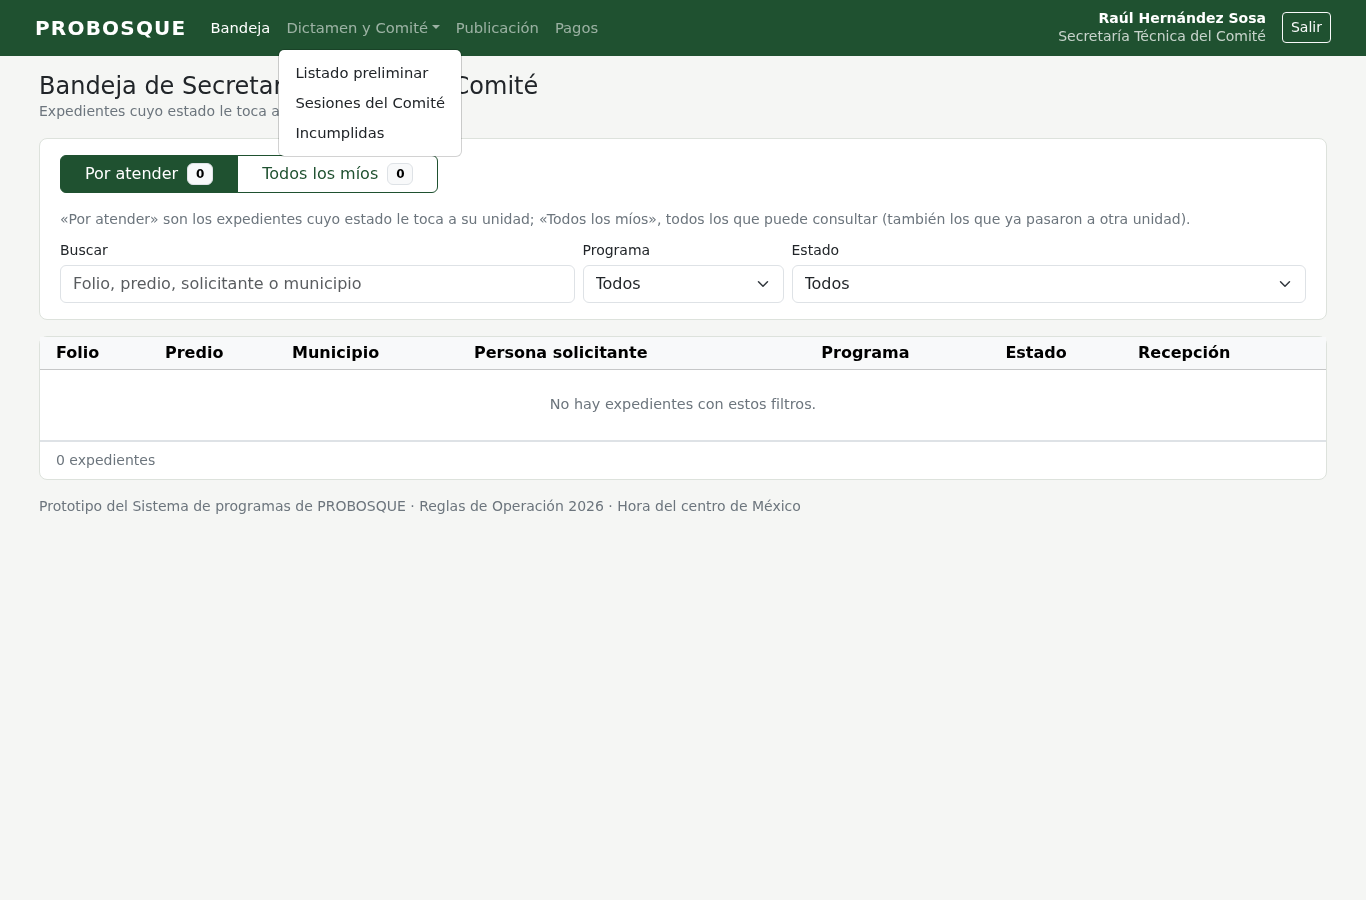 PROBOSQUE Bandeja Dictamen y Comité Publicación Pagos
Raúl Hernández Sosa
Secretaría Técnica del Comité
Salir
Listado preliminar
Sesiones del Comité
Incumplidas
Bandeja de Secretar Comité
Expedientes cuyo estado le toca a
Por atender 0 Todos los míos 0
«Por atender» son los expedientes cuyo estado le toca a su unidad; «Todos los míos», todos los que puede consultar (también los que ya pasaron a otra unidad).
Buscar Programa Estado
Folio, predio, solicitante o municipio Todos Todos
Folio Predio Municipio Persona solicitante Programa Estado Recepción
No hay expedientes con estos filtros.
0 expedientes
Prototipo del Sistema de programas de PROBOSQUE · Reglas de Operación 2026 · Hora del centro de México